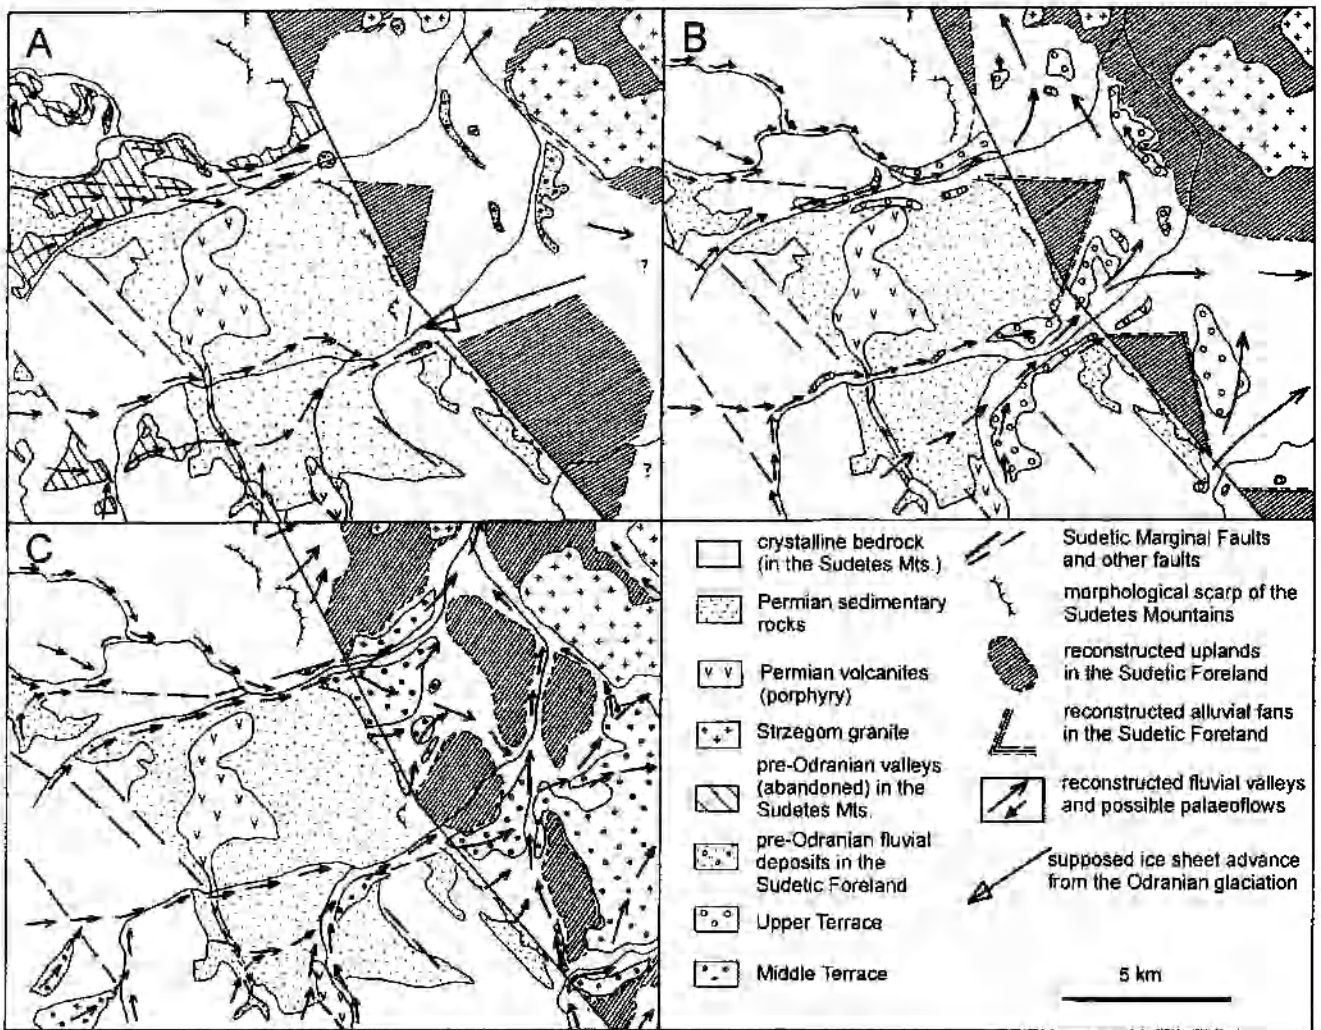 A
B
?
?
C
crystalline bedrock
(in the Sudetes Mts.)
Permian sedimentary
rocks
Permian volcanites
(porphyry)
Strzegom granite
pre-Odranian valleys
(abandoned) in the
Sudetes Mts.
pre-Odranian fluvial
deposits in the
Sudetic Foreland
Upper Terrace
Middle Terrace
Sudetic Marginal Faults
and other faults
morphological scarp of the
Sudetes Mountains
reconstructed uplands
in the Sudetic Foreland
reconstructed alluvial fans
in the Sudetic Foreland
reconstructed fluvial valleys
and possible palaeoflows
supposed ice sheet advance
from the Odranian glaciation
5 km